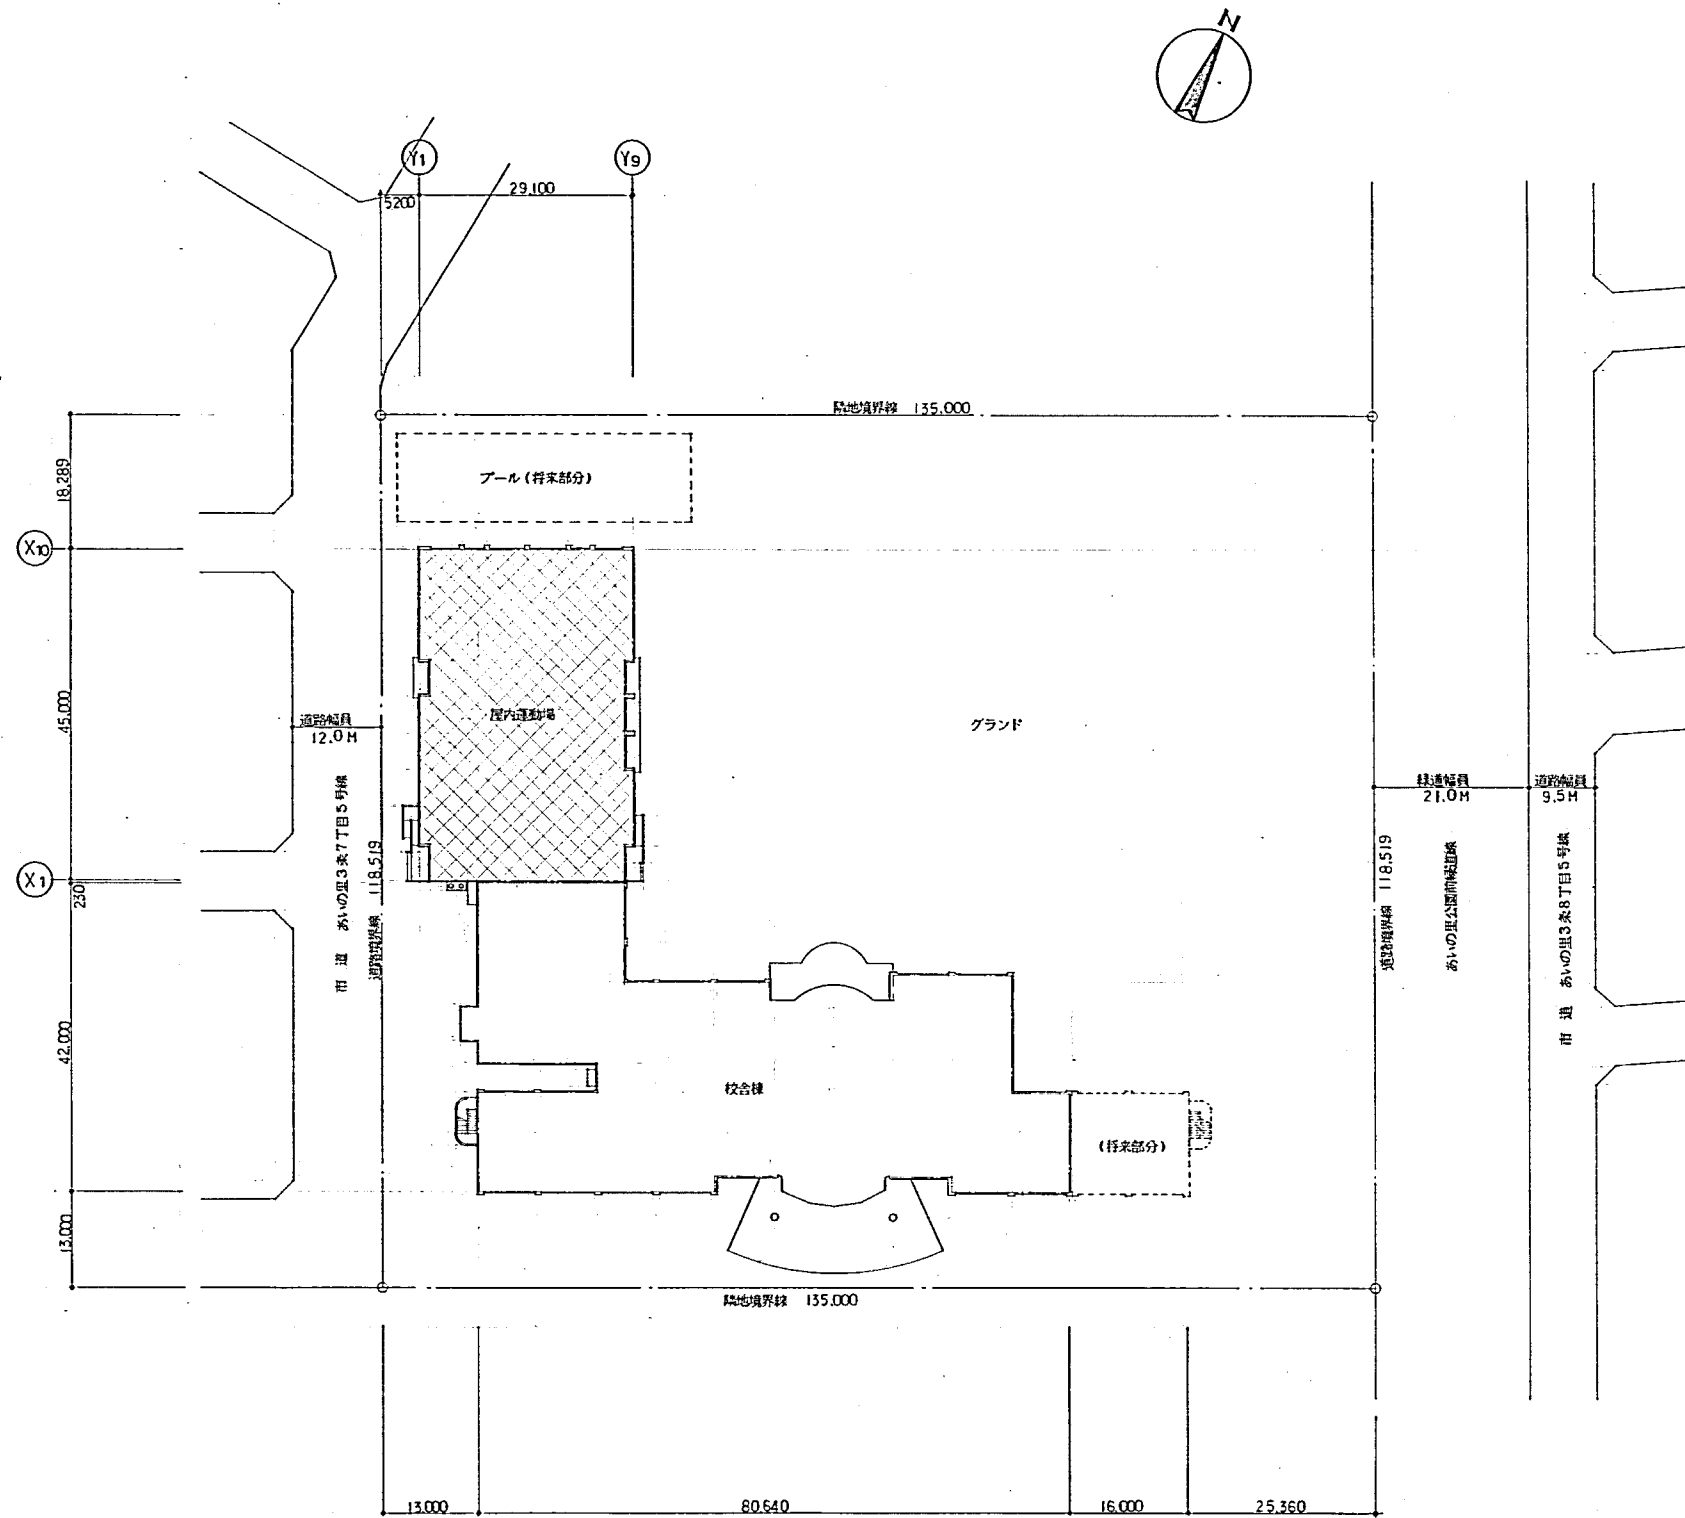 N
Y1
Y9
5200
29,100
隣地境界線 135.000
18.289
プール(将来部分)
X10
45.000
屋内運動場
グランド
道路幅員
12.0M
緑道幅員
21.0M
道路幅員
9.5M
市道 あいの里3条7丁目5号線
道路境界線 118.519
道路境界線 118.519
あいの里公園前緑道線
市道 あいの里3条8丁目5号線
X1
230
42.000
校舎棟
(将来部分)
13.000
隣地境界線 135.000
13.000
80.640
16.000
25.360